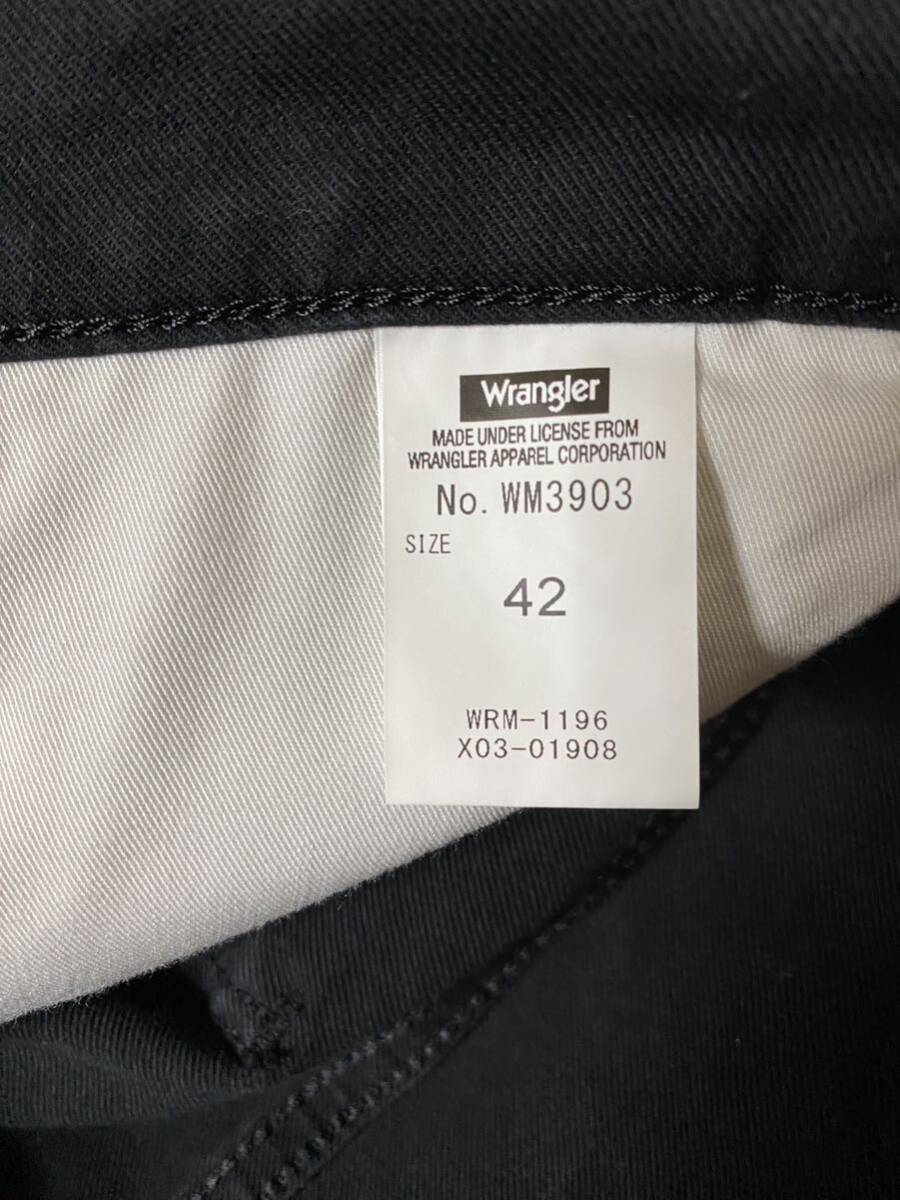 Wrangler
MADE UNDER LICENSE FROM
WRANGLER APPAREL CORPORATION
No. WM3903
SIZE
42
WRM-1196
X03-01908